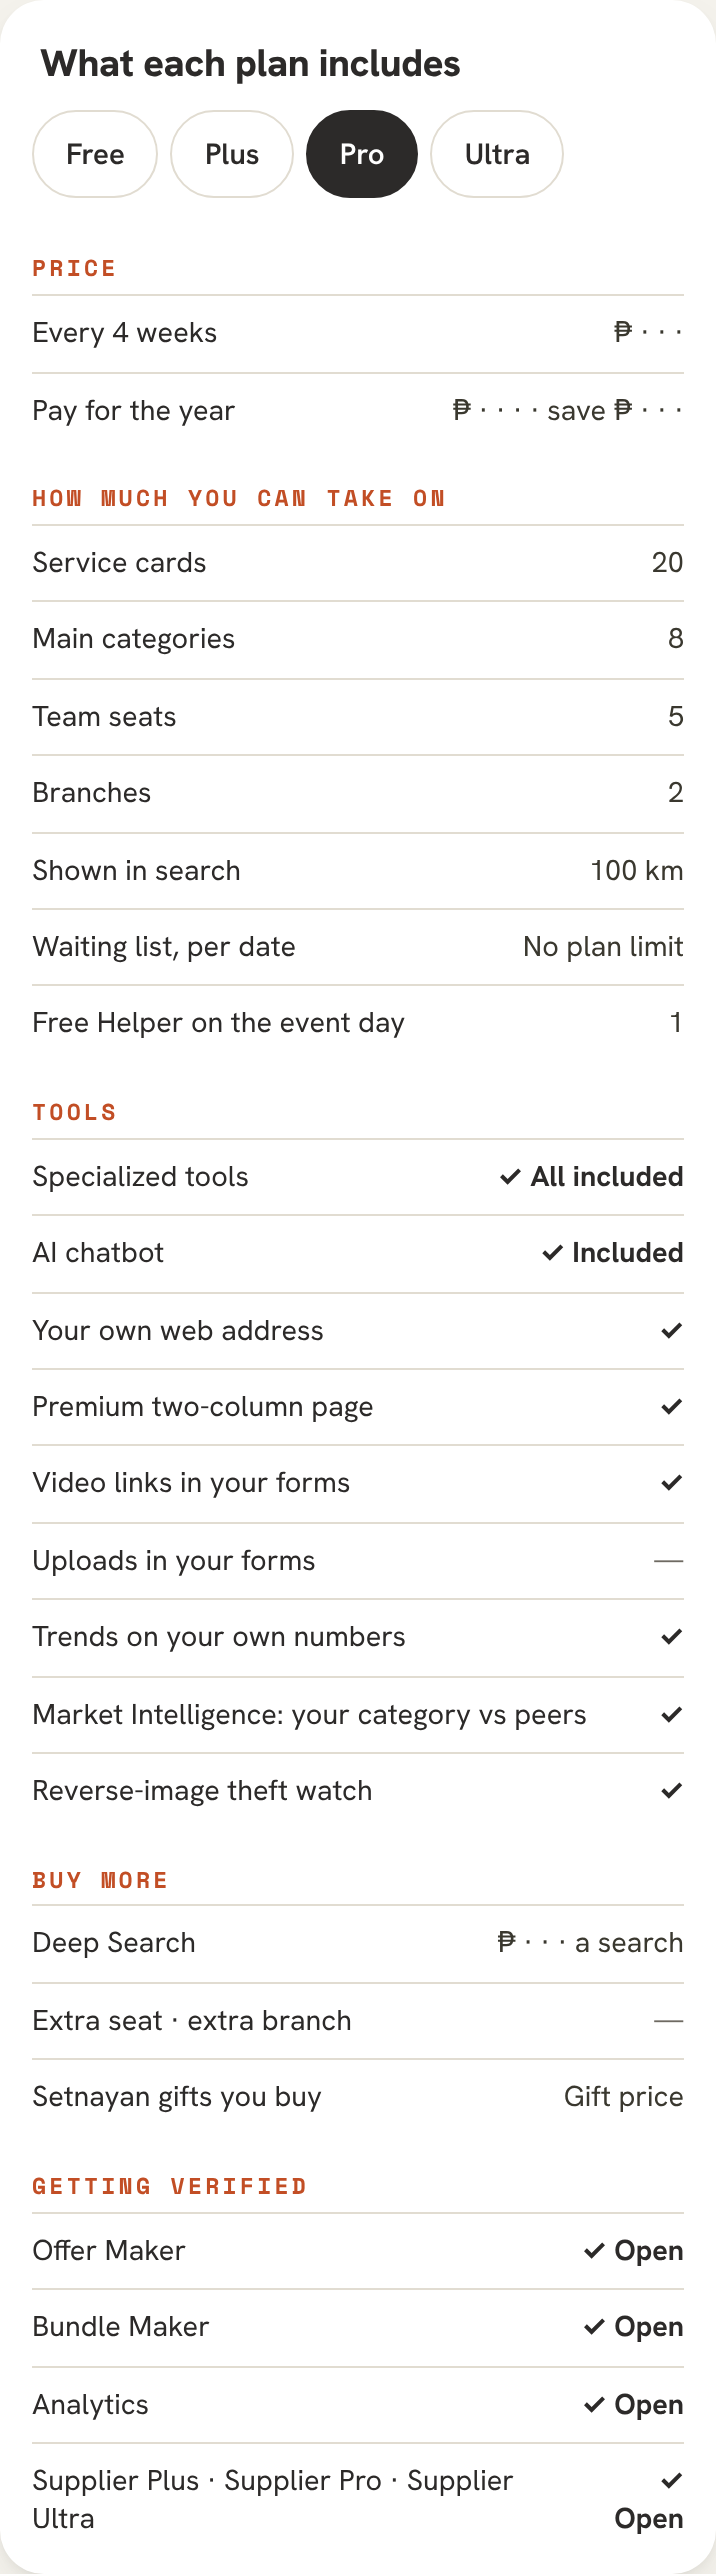 What each plan includes
Free Plus Pro Ultra
PRICE
Every 4 weeks ₱ · · ·
Pay for the year ₱ · · · · save ₱ · · ·
HOW MUCH YOU CAN TAKE ON
Service cards 20
Main categories 8
Team seats 5
Branches 2
Shown in search 100 km
Waiting list, per date No plan limit
Free Helper on the event day 1
TOOLS
Specialized tools ✓ All included
AI chatbot ✓ Included
Your own web address ✓
Premium two-column page ✓
Video links in your forms ✓
Uploads in your forms —
Trends on your own numbers ✓
Market Intelligence: your category vs peers ✓
Reverse-image theft watch ✓
BUY MORE
Deep Search ₱ · · · a search
Extra seat · extra branch —
Setnayan gifts you buy Gift price
GETTING VERIFIED
Offer Maker ✓ Open
Bundle Maker ✓ Open
Analytics ✓ Open
Supplier Plus · Supplier Pro · Supplier ✓
Ultra Open